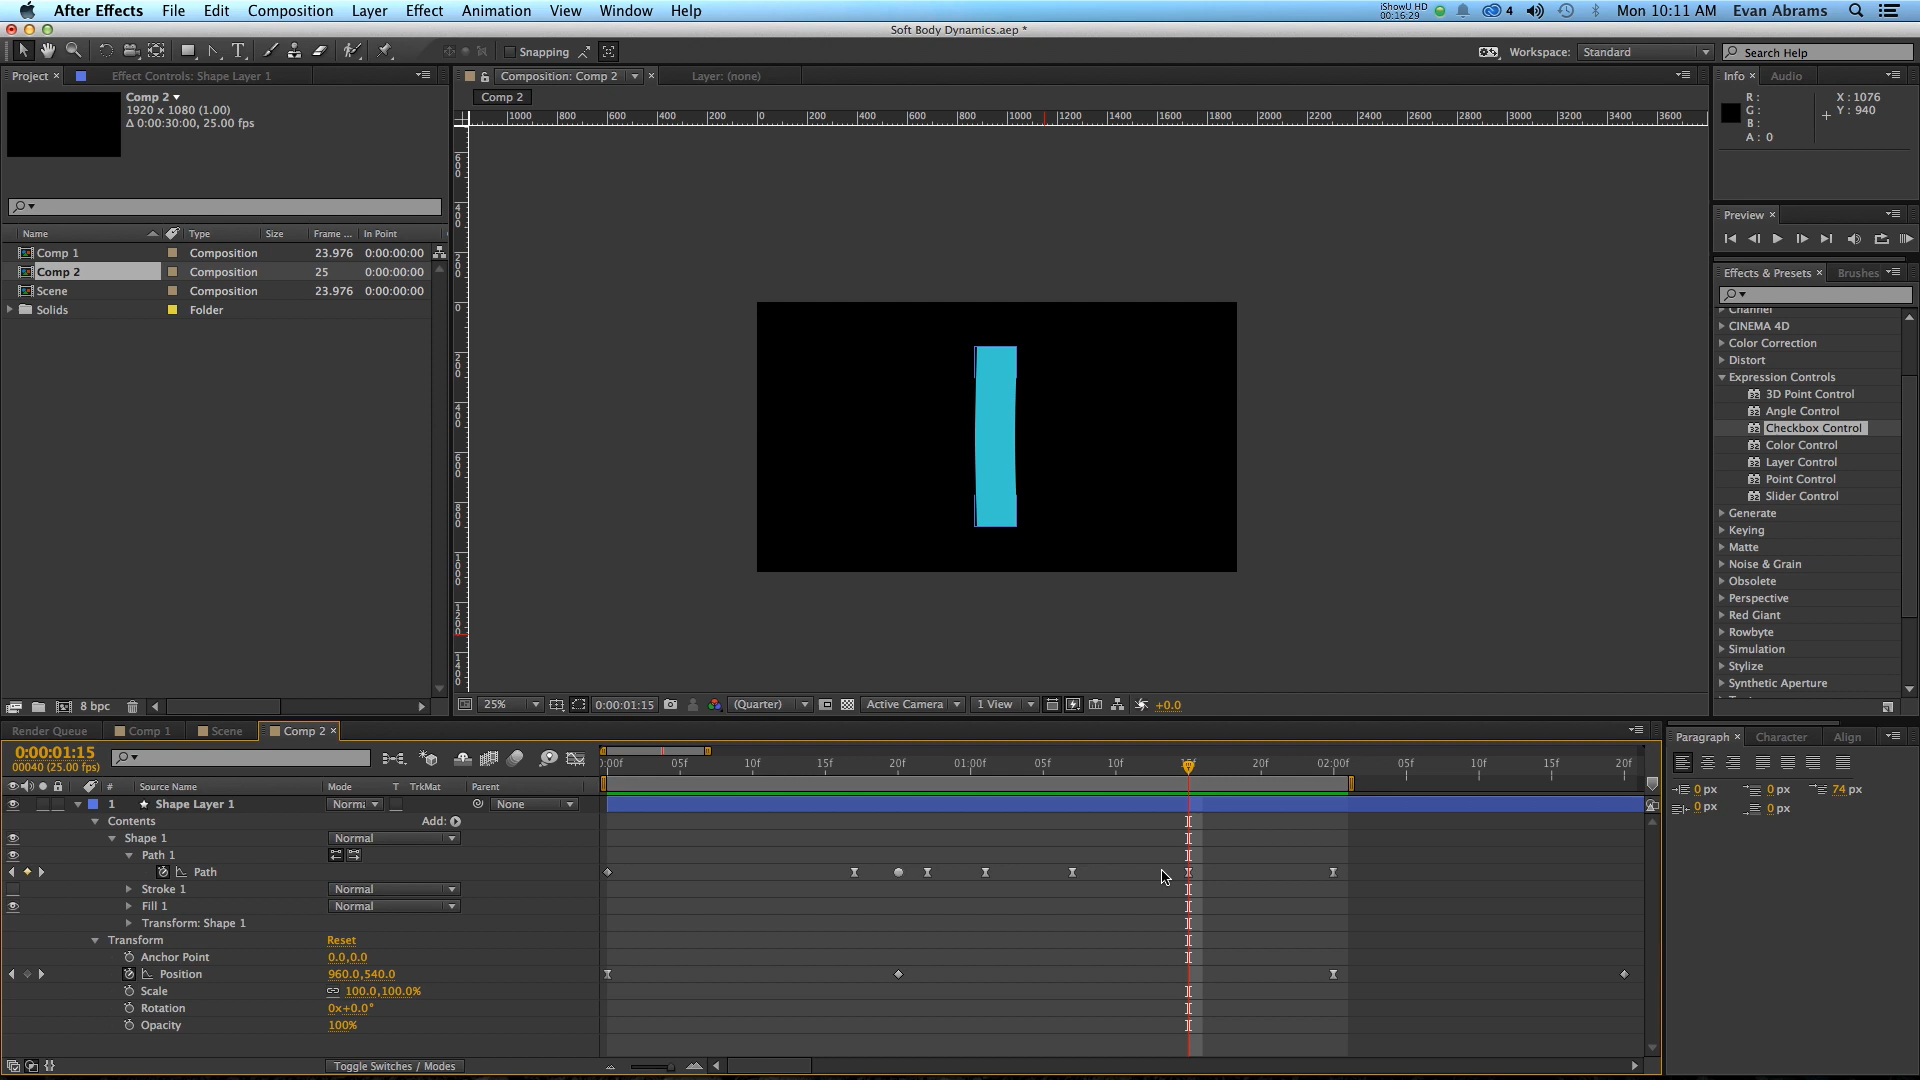 After Effects File Edit Composition Layer Effect Animation View Window Help
iShowU HD
00:16:29
4
Mon 10:11 AM Evan Abrams
Soft Body Dynamics.aep *
T
Snapping
Workspace: Standard
Search Help
Project ×
Effect Controls: Shape Layer 1
Composition: Comp 2 ×
Layer: (none)
Info × Audio
Comp 2
1920 x 1080 (1.00)
Δ 0:00:30:00, 25.00 fps
Comp 2
R :
G :
B :
A : 0
X : 1076
Y : 940
1000 800 600 400 200 0 200 400 600 800 1000 1200 1400 1600 1800 2000 2200 2400 2600 2800 3000 3200 3400 3600
Preview ×
Name Type Size Frame ... In Point
Comp 1 Composition 23.976 0:00:00:00
Comp 2 Composition 25 0:00:00:00
Scene Composition 23.976 0:00:00:00
Solids Folder
Effects & Presets × Brushes
Channel
CINEMA 4D
Color Correction
Distort
Expression Controls
3D Point Control
Angle Control
Checkbox Control
Color Control
Layer Control
Point Control
Slider Control
Generate
Keying
Matte
Noise & Grain
Obsolete
Perspective
Red Giant
Rowbyte
Simulation
Stylize
Synthetic Aperture
8 bpc
25% 0:00:01:15 (Quarter) Active Camera 1 View +0.0
Render Queue Comp 1 Scene Comp 2 ×
Paragraph × Character Align
0:00:01:15
00040 (25.00 fps)
0:00f 05f 10f 15f 20f 01:00f 05f 10f 15f 20f 02:00f 05f 10f 15f 20f
# Source Name Mode T TrkMat Parent
1 Shape Layer 1 Norma None
Contents Add:
Shape 1 Normal
Path 1
Path
Stroke 1 Normal
Fill 1 Normal
Transform: Shape 1
Transform Reset
Anchor Point 0.0,0.0
Position 960.0,540.0
Scale 100.0,100.0%
Rotation 0x+0.0°
Opacity 100%
Toggle Switches / Modes
0 px 0 px 74 px
0 px 0 px